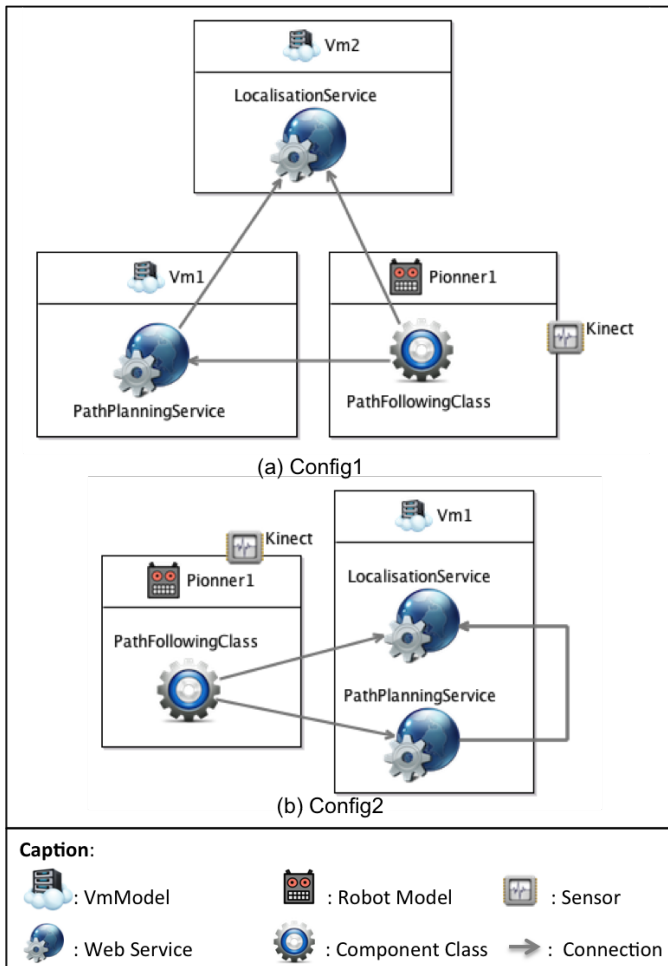 Vm2
LocalisationService
Vm1
Pionner1
Kinect
PathPlanningService
PathFollowingClass
(a) Config1
Vm1
Kinect
Pionner1
LocalisationService
PathFollowingClass
PathPlanningService
(b) Config2
Caption:
: VmModel
: Robot Model
: Sensor
: Web Service
: Component Class
: Connection